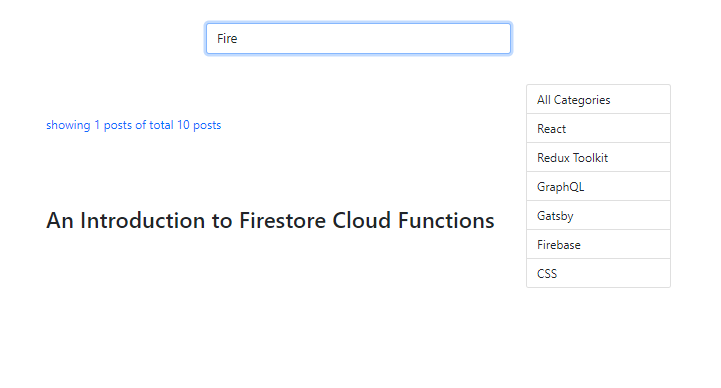 Fire
showing 1 posts of total 10 posts
An Introduction to Firestore Cloud Functions
All Categories
React
Redux Toolkit
GraphQL
Gatsby
Firebase
CSS